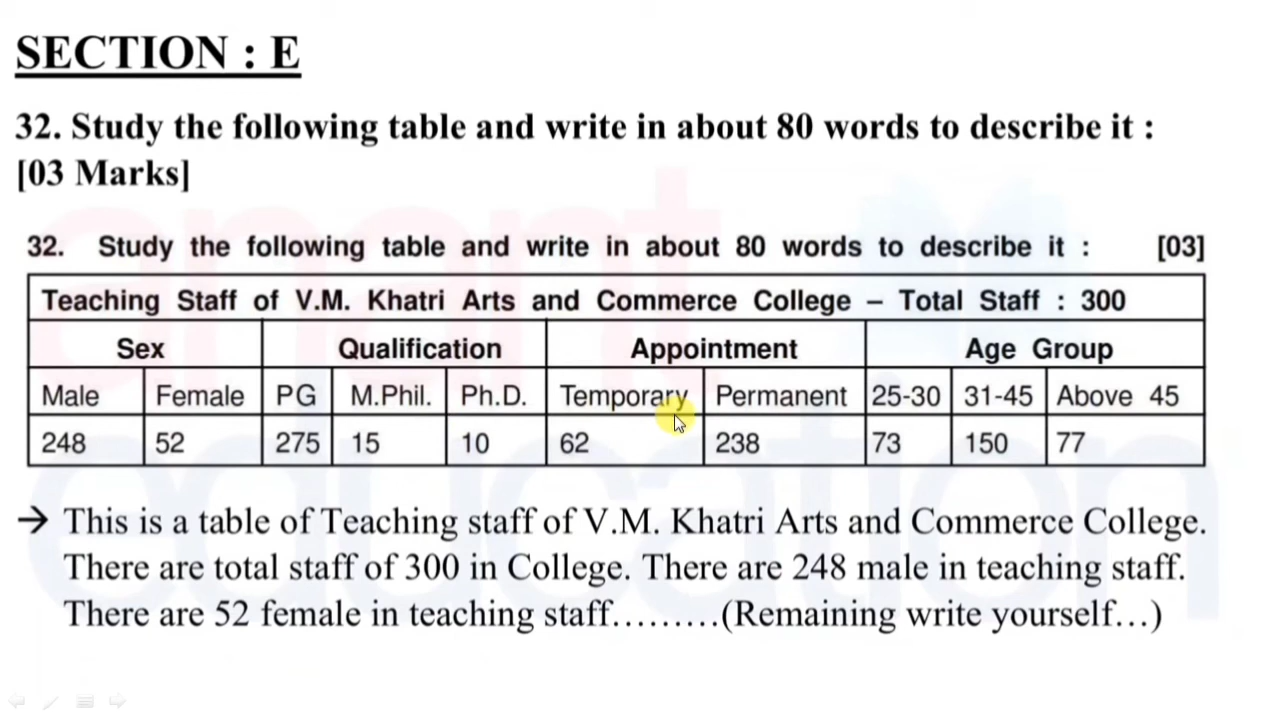 SECTION : E
32. Study the following table and write in about 80 words to describe it :
[03 Marks]
32. Study the following table and write in about 80 words to describe it : [03]
Teaching Staff of V.M. Khatri Arts and Commerce College – Total Staff : 300
Sex Qualification Appointment Age Group
Male Female PG M.Phil. Ph.D. Temporary Permanent 25-30 31-45 Above 45
248 52 275 15 10 62 238 73 150 77
→ This is a table of Teaching staff of V.M. Khatri Arts and Commerce College.
There are total staff of 300 in College. There are 248 male in teaching staff.
There are 52 female in teaching staff………(Remaining write yourself…)